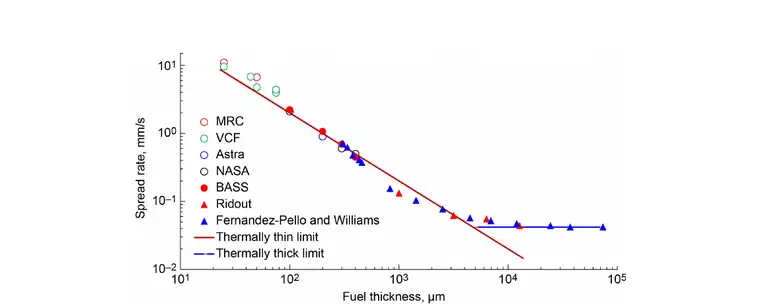 10¹
10⁰
10–¹
10–²
Spread rate, mm/s
MRC
VCF
Astra
NASA
BASS
Ridout
Fernandez-Pello and Williams
Thermally thin limit
Thermally thick limit
10¹ 10² 10³ 10⁴ 10⁵
Fuel thickness, µm